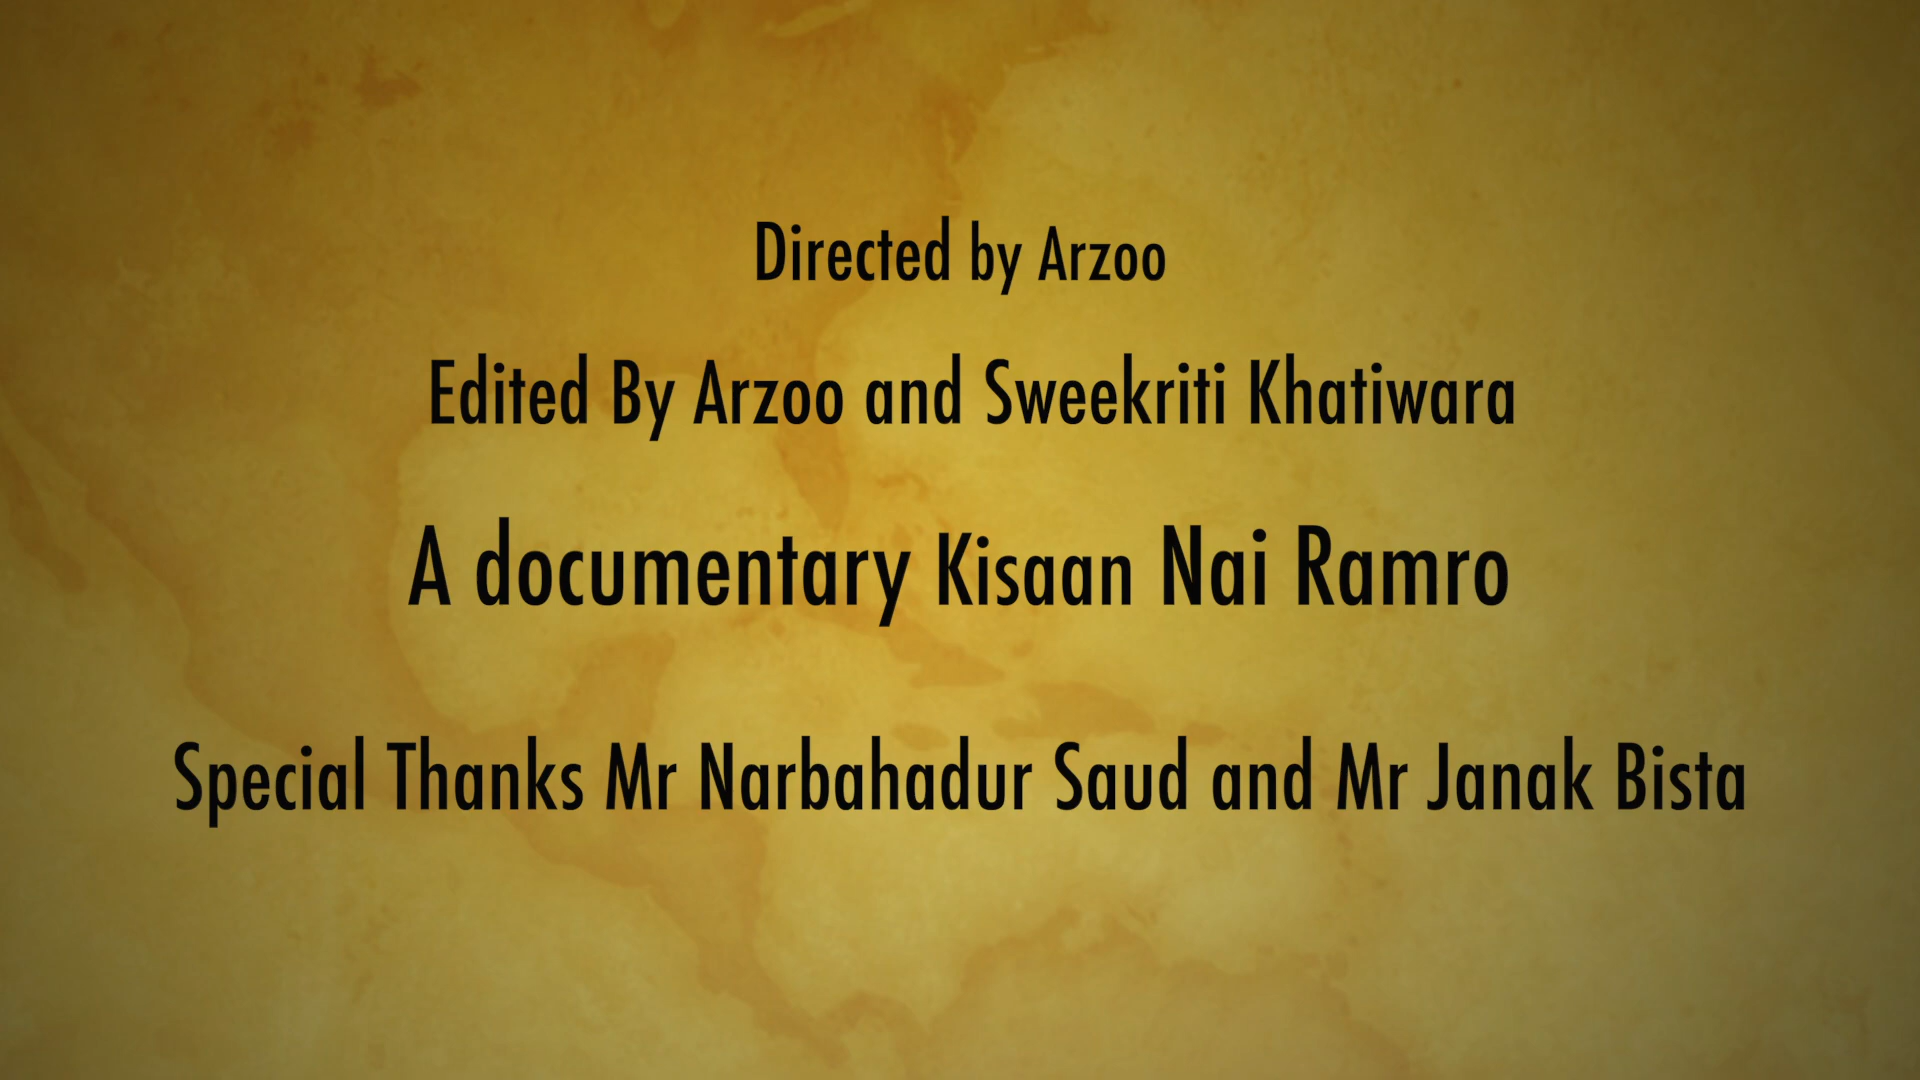 Directed by Arzoo
Edited By Arzoo and Sweekriti Khatiwara
A documentary Kisaan Nai Ramro
Special Thanks Mr Narbahadur Saud and Mr Janak Bista